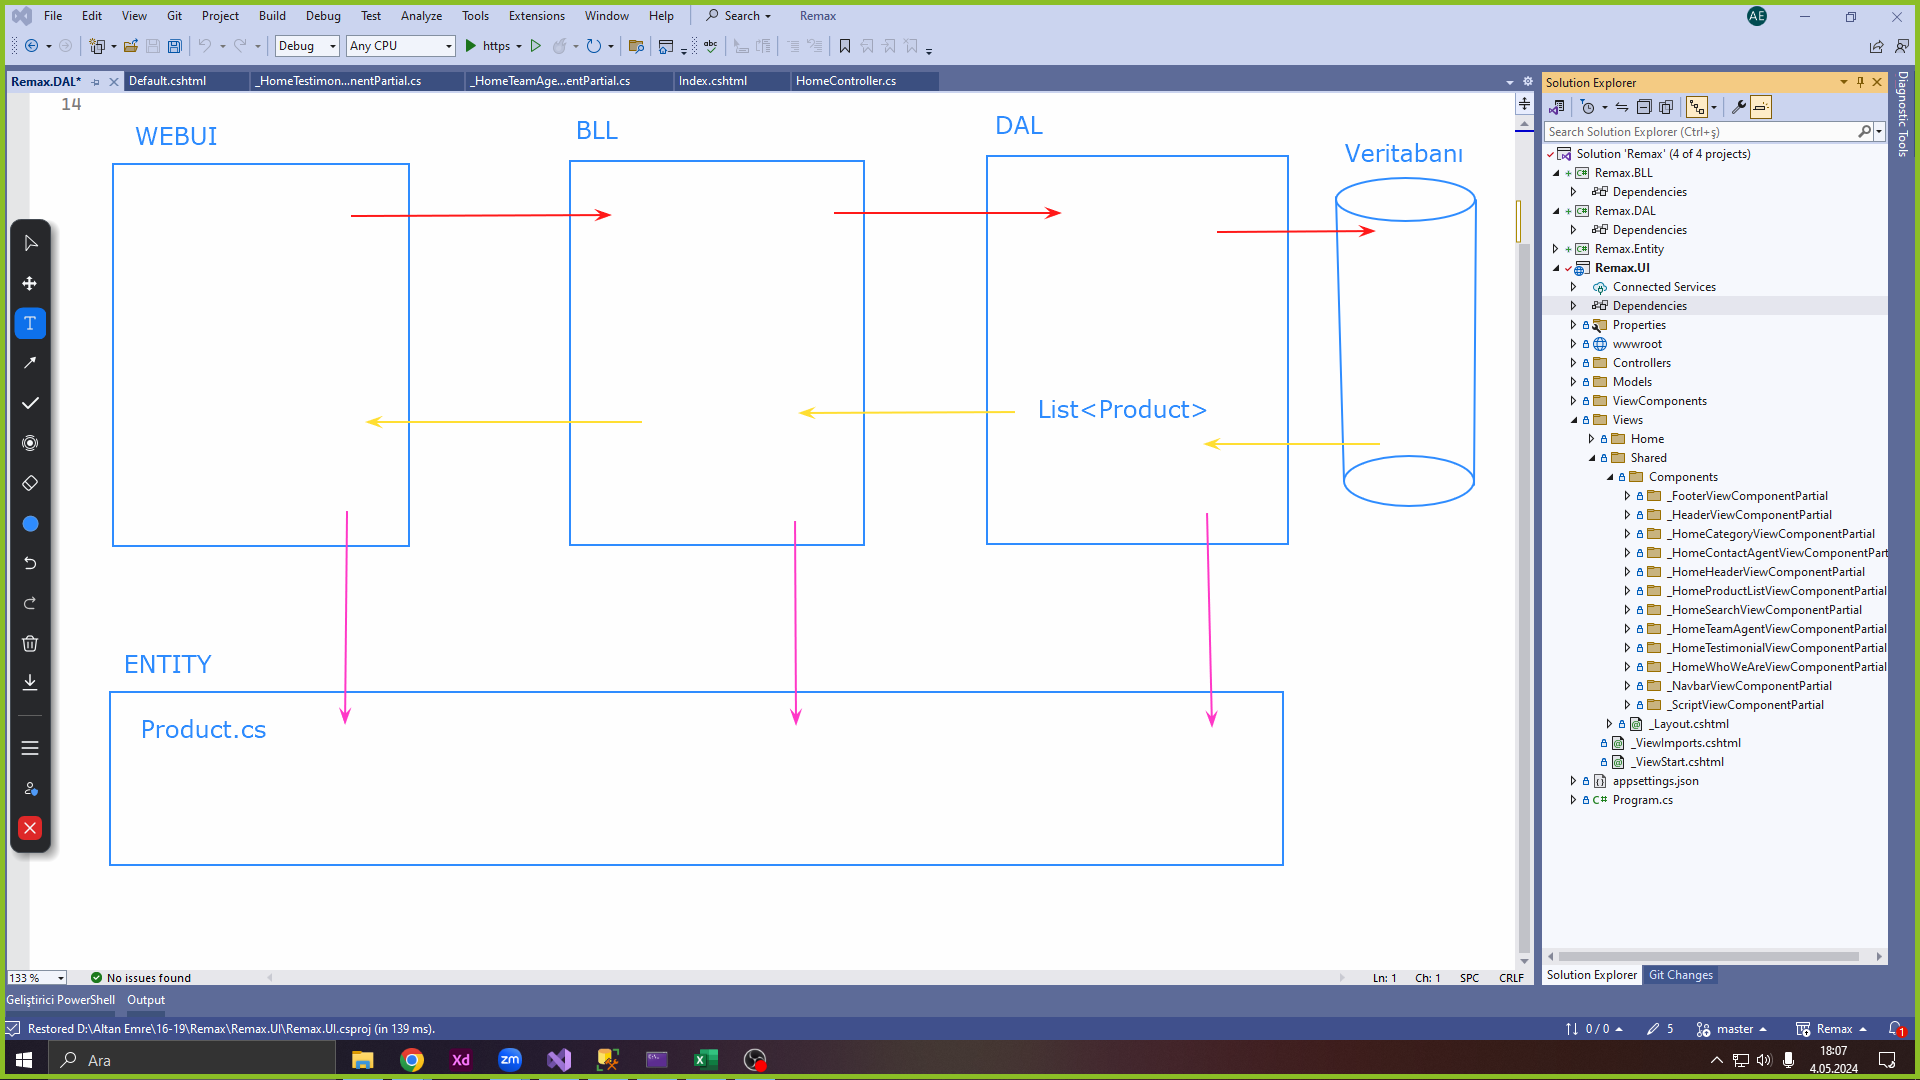 File Edit View Git Project Build Debug Test Analyze Tools Extensions Window Help Search Remax AE
Debug Any CPU https
Remax.DAL* Default.cshtml _HomeTestimon...nentPartial.cs _HomeTeamAge...entPartial.cs Index.cshtml HomeController.cs
14
WEBUI
BLL
DAL
Veritabanı
List<Product>
ENTITY
Product.cs
133 % No issues found Ln: 1 Ch: 1 SPC CRLF
Solution Explorer
Search Solution Explorer (Ctrl+ş)
Solution 'Remax' (4 of 4 projects)
Remax.BLL
Dependencies
Remax.DAL
Dependencies
Remax.Entity
Remax.UI
Connected Services
Dependencies
Properties
wwwroot
Controllers
Models
ViewComponents
Views
Home
Shared
Components
_FooterViewComponentPartial
_HeaderViewComponentPartial
_HomeCategoryViewComponentPartial
_HomeContactAgentViewComponentPart
_HomeHeaderViewComponentPartial
_HomeProductListViewComponentPartial
_HomeSearchViewComponentPartial
_HomeTeamAgentViewComponentPartial
_HomeTestimonialViewComponentPartial
_HomeWhoWeAreViewComponentPartial
_NavbarViewComponentPartial
_ScriptViewComponentPartial
_Layout.cshtml
_ViewImports.cshtml
_ViewStart.cshtml
appsettings.json
Program.cs
Solution Explorer Git Changes
Diagnostic Tools
Geliştirici PowerShell Output
Restored D:\Altan Emre\16-19\Remax\Remax.UI\Remax.UI.csproj (in 139 ms). 0 / 0 5 master Remax 1
Ara
Xd
zm
18:07
4.05.2024